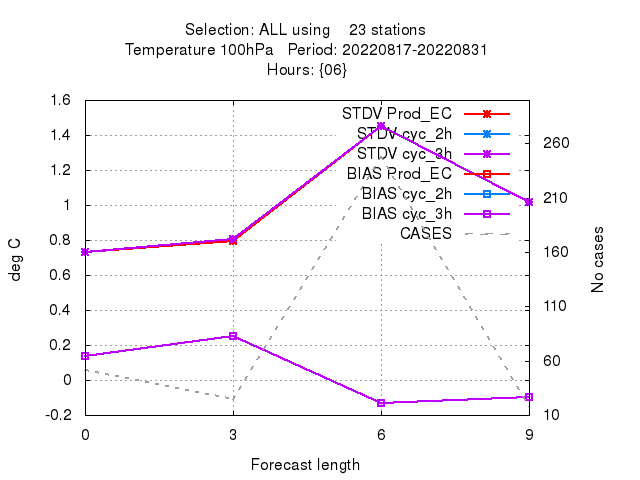 Selection: ALL using    23 stations
Temperature 100hPa   Period: 20220817-20220831
Hours: {06}
1.6
1.4
1.2
1
0.8
0.6
0.4
0.2
0
-0.2
deg C
STDV Prod_EC
STDV cyc_2h
STDV cyc_3h
BIAS Prod_EC
BIAS cyc_2h
BIAS cyc_3h
CASES
260
210
160
110
60
10
No cases
0 3 6 9
Forecast length